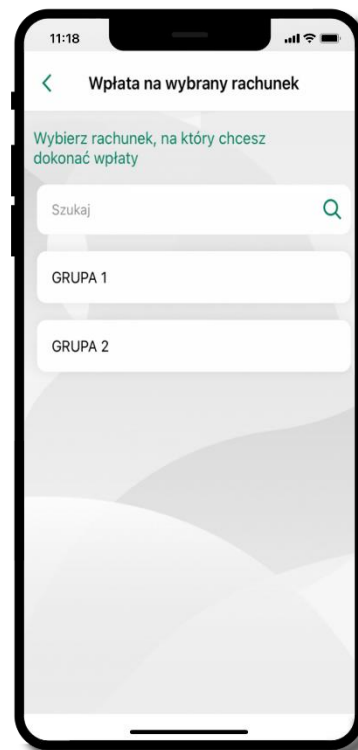 11:18
Wpłata na wybrany rachunek
Wybierz rachunek, na który chcesz
dokonać wpłaty
Szukaj
GRUPA 1
GRUPA 2